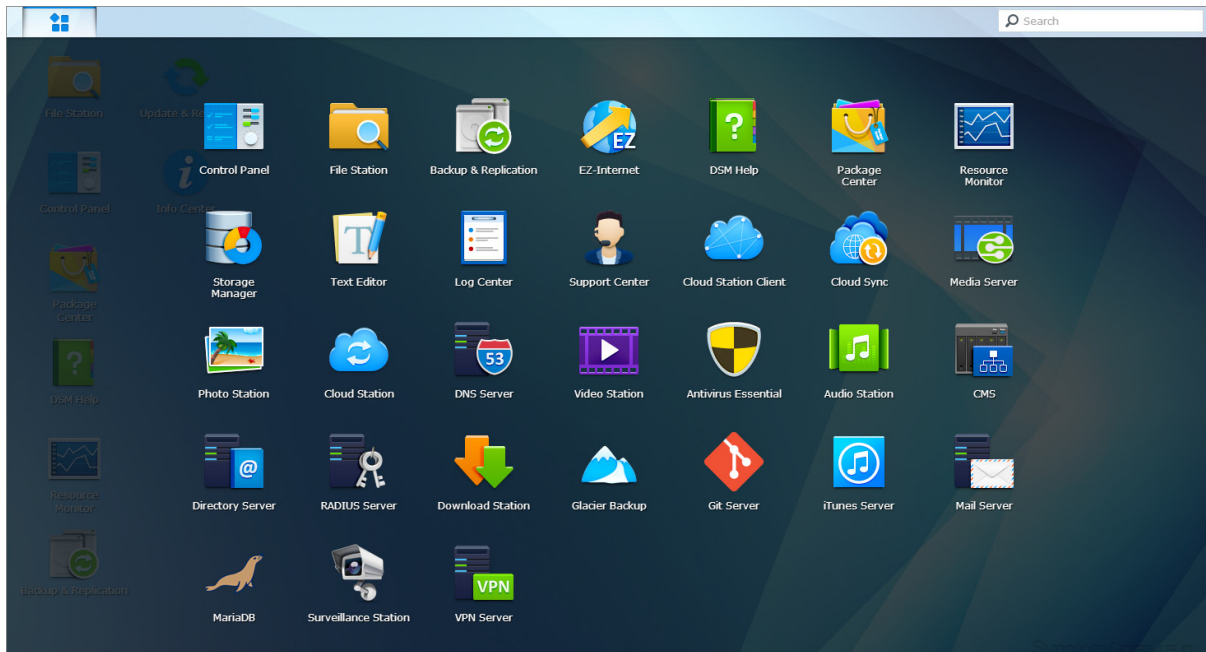 Search
File Station
Update & Re
Control Panel
Info Center
Package
Center
DSM Help
Resource
Monitor
Backup & Replication
Control Panel
File Station
Backup & Replication
EZ
EZ-Internet
?
DSM Help
Package
Center
Resource
Monitor
Storage
Manager
T
Text Editor
Log Center
Support Center
Cloud Station Client
Cloud Sync
Media Server
Photo Station
Cloud Station
53
DNS Server
Video Station
Antivirus Essential
Audio Station
CMS
@
Directory Server
RADIUS Server
Download Station
Glacier Backup
Git Server
iTunes Server
Mail Server
MariaDB
Surveillance Station
VPN
VPN Server